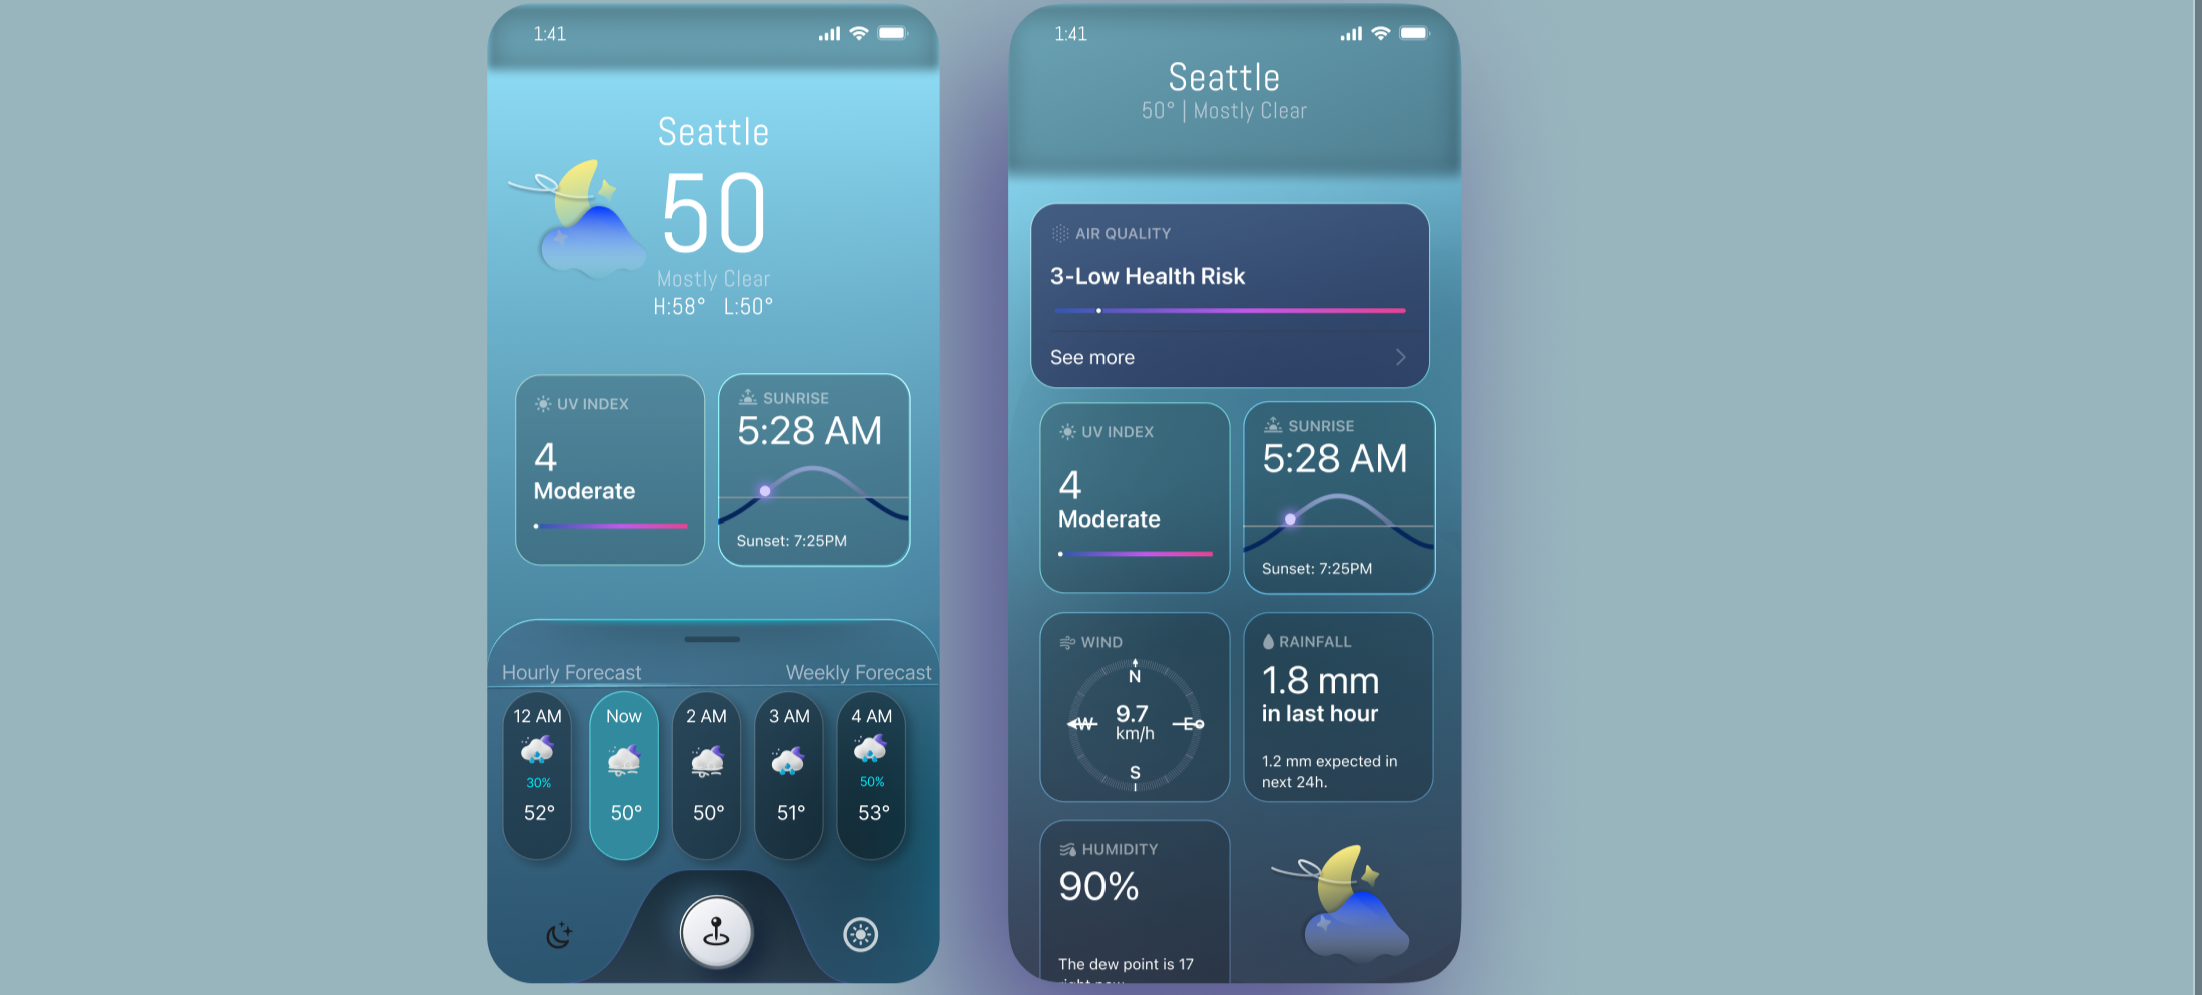 1:41
Seattle
50
Mostly Clear
H:58° L:50°
UV INDEX
4
Moderate
SUNRISE
5:28 AM
Sunset: 7:25PM
Hourly Forecast
Weekly Forecast
12 AM
30%
52°
Now
50°
2 AM
50°
3 AM
51°
4 AM
50%
53°
1:41
Seattle
50° | Mostly Clear
AIR QUALITY
3-Low Health Risk
See more
UV INDEX
4
Moderate
SUNRISE
5:28 AM
Sunset: 7:25PM
WIND
N
W
9.7
km/h
E
S
RAINFALL
1.8 mm
in last hour
1.2 mm expected in
next 24h.
HUMIDITY
90%
The dew point is 17
right now